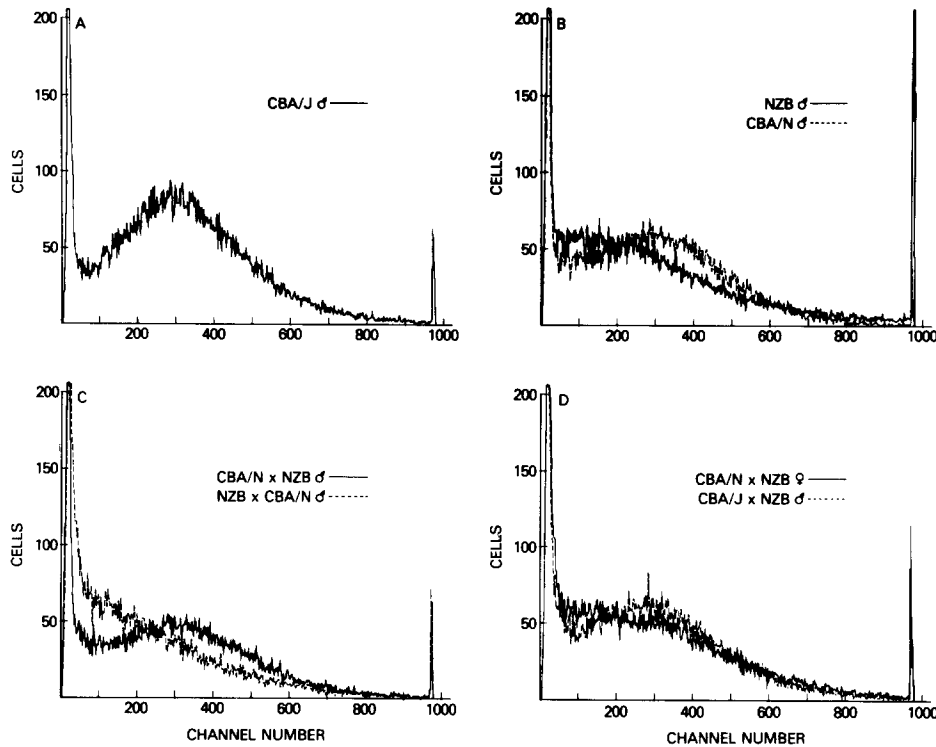 A
CBA/J ♂
CELLS
200
150
100
50
200
400
600
800
1000
B
NZB ♂
CBA/N ♂
CELLS
200
150
100
50
200
400
600
800
1000
C
CBA/N x NZB ♂
NZB x CBA/N ♂
CELLS
200
150
100
50
200
400
600
800
1000
CHANNEL NUMBER
D
CBA/N x NZB ♀
CBA/J x NZB ♂
CELLS
200
150
100
50
200
400
600
800
1000
CHANNEL NUMBER